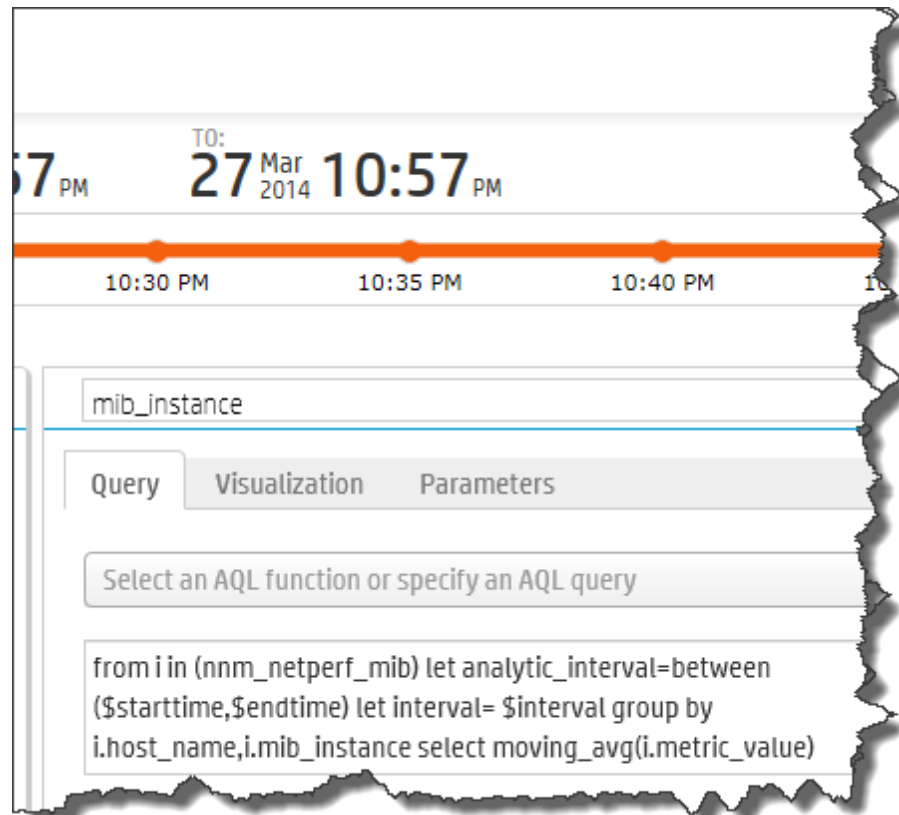 TO:
57 PM 27 Mar 2014 10:57 PM
10:30 PM 10:35 PM 10:40 PM
mib_instance
Query Visualization Parameters
Select an AQL function or specify an AQL query
from i in (nnm_netperf_mib) let analytic_interval=between
($starttime,$endtime) let interval= $interval group by
i.host_name,i.mib_instance select moving_avg(i.metric_value)